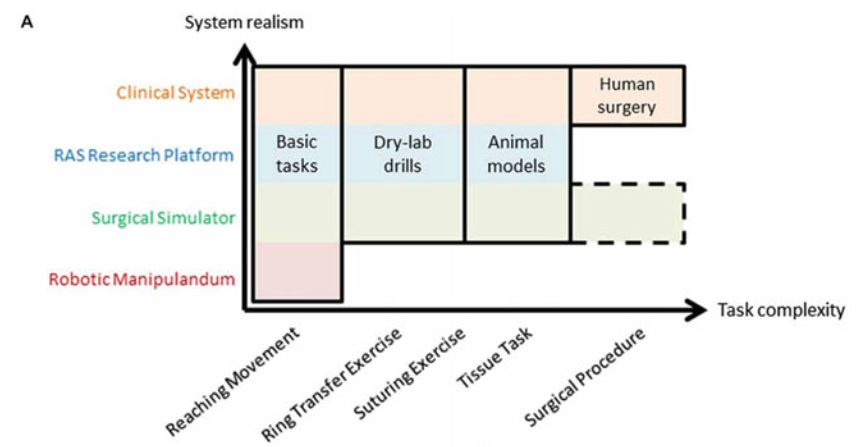 A
System realism
Clinical System
Human
surgery
RAS Research Platform
Basic
tasks
Dry-lab
drills
Animal
models
Surgical Simulator
Robotic Manipulandum
Task complexity
Reaching Movement
Ring Transfer Exercise
Suturing Exercise
Tissue Task
Surgical Procedure